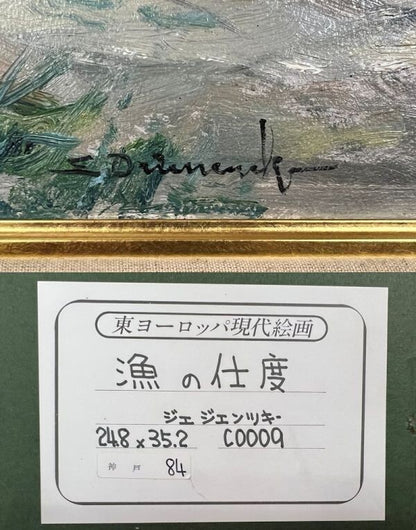 東ヨーロッパ現代絵画
漁の仕度
ジェ ジェンツキー
248×35.2 C0009
神戸 84